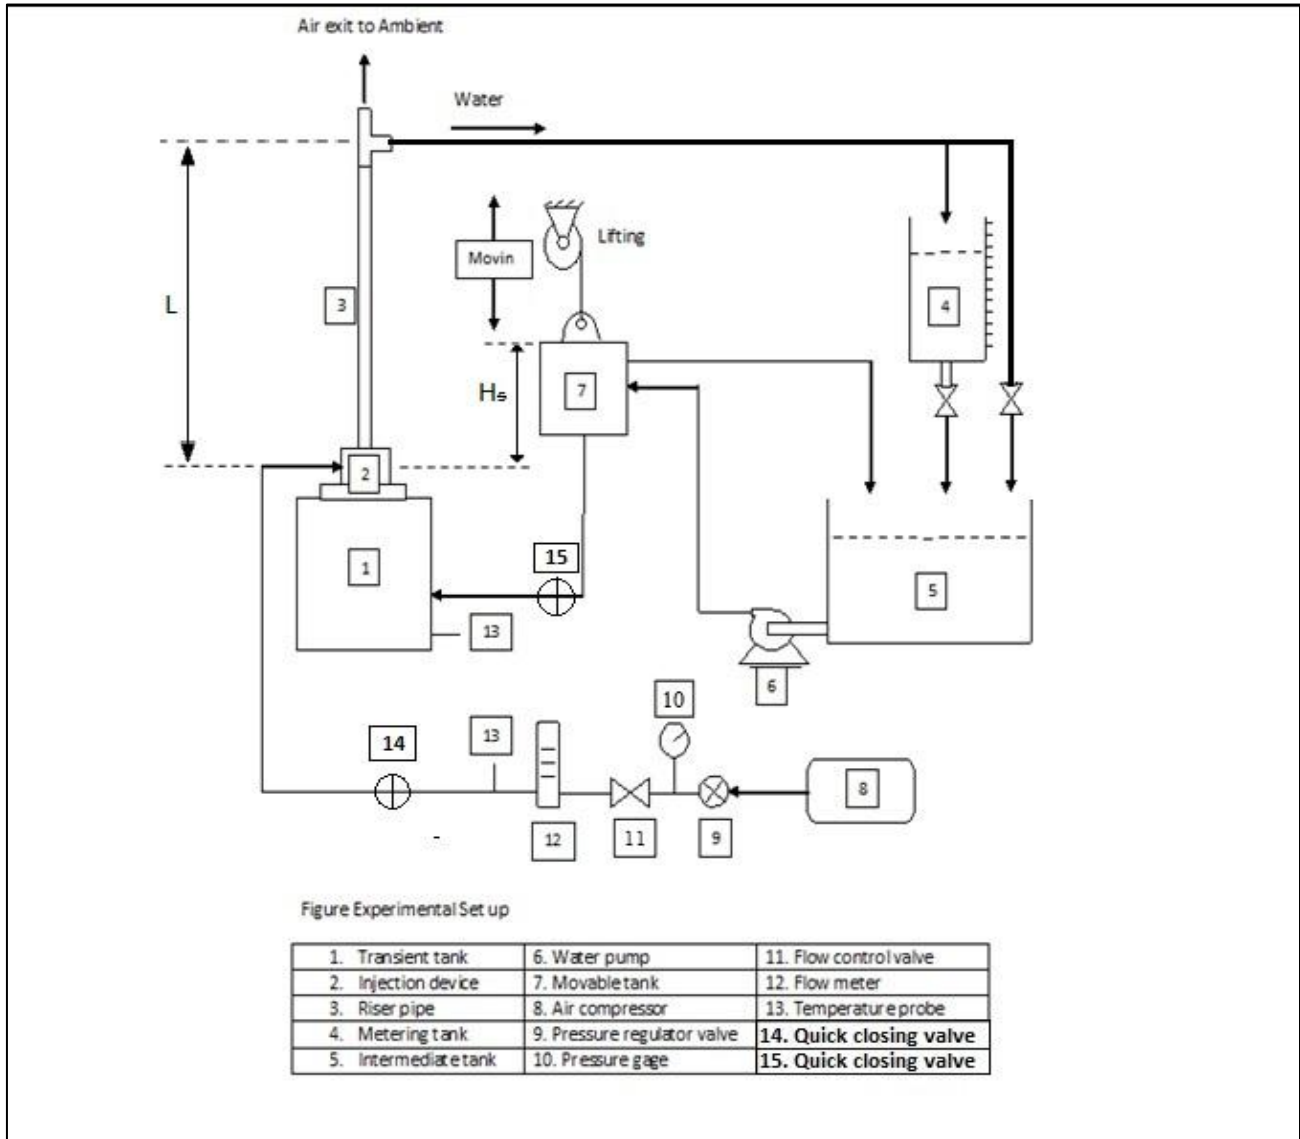 Air exit to Ambient
Water
Movin
Lifting
L
3
4
7
Hs
2
1
15
5
13
6
10
14
13
8
12
11
9
-
Figure Experimental Set up
1. Transient tank 6. Water pump 11. Flow control valve
2. Injection device 7. Movable tank 12. Flow meter
3. Riser pipe 8. Air compressor 13. Temperature probe
4. Metering tank 9. Pressure regulator valve 14. Quick closing valve
5. Intermediate tank 10. Pressure gage 15. Quick closing valve